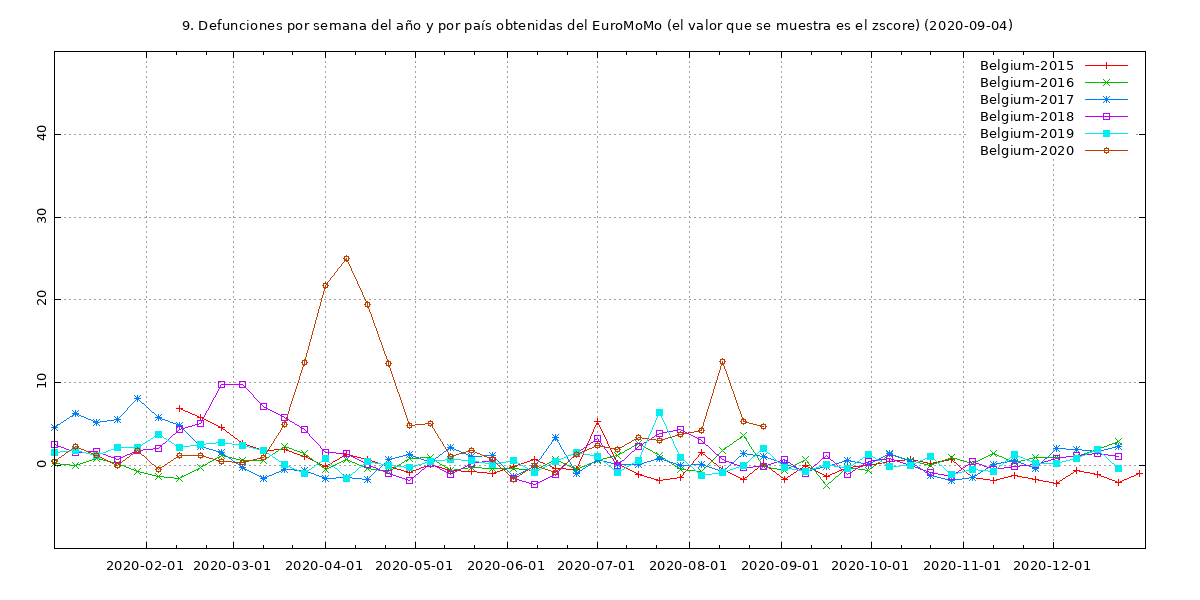 9. Defunciones por semana del año y por país obtenidas del EuroMoMo (el valor que se muestra es el zscore) (2020-09-04)
Belgium-2015
Belgium-2016
Belgium-2017
Belgium-2018
Belgium-2019
Belgium-2020
40
30
20
10
0
2020-02-01 2020-03-01 2020-04-01 2020-05-01 2020-06-01 2020-07-01 2020-08-01 2020-09-01 2020-10-01 2020-11-01 2020-12-01